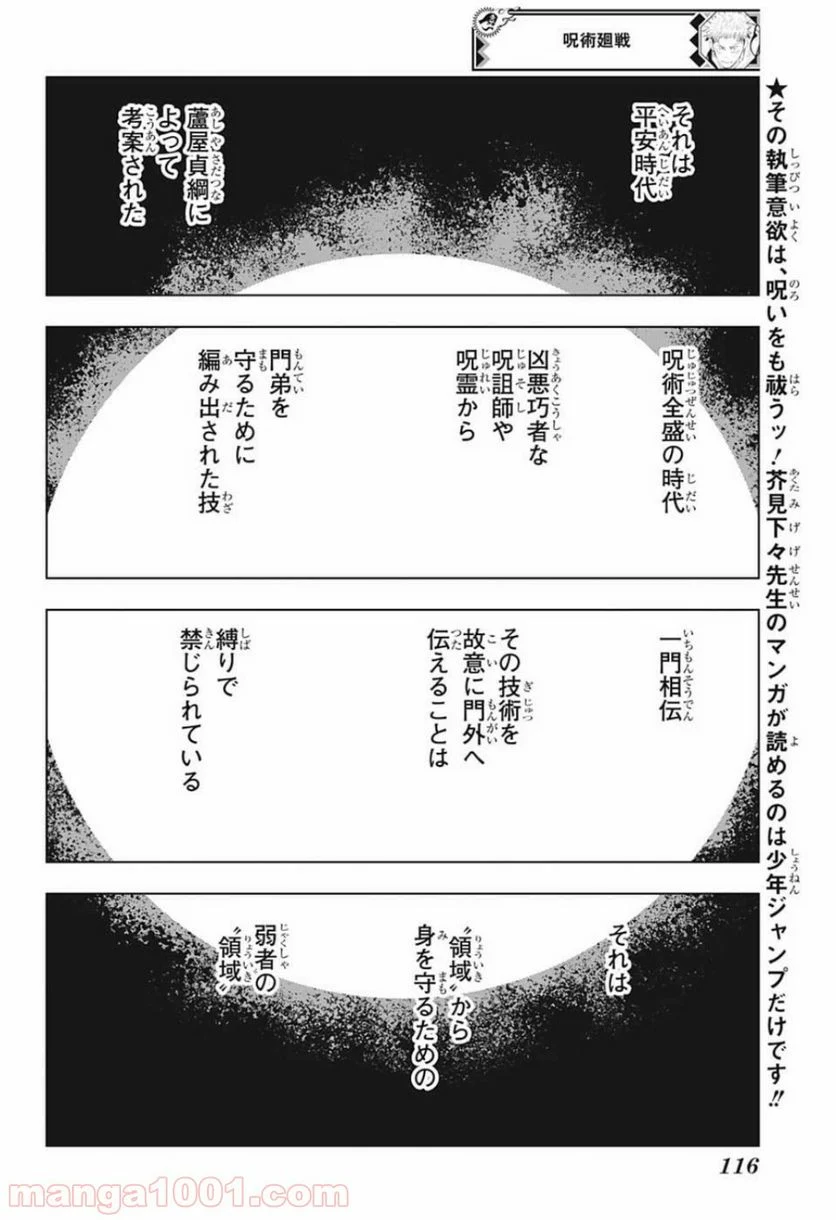 呪術廻戦
★その執筆意欲は、呪いをも祓うッ！芥見下々先生のマンガが読めるのは少年ジャンプだけです!!
それは
平安時代
蘆屋貞綱に
よって
考案された
呪術全盛の時代
凶悪巧者な
呪詛師や
呪霊から
門弟を
守るために
編み出された技
一門相伝
その技術を
故意に門外へ
伝えることは
縛りで
禁じられている
それは
〝領域〟から
身を守るための
弱者の
〝領域〟
116
manga1001.com